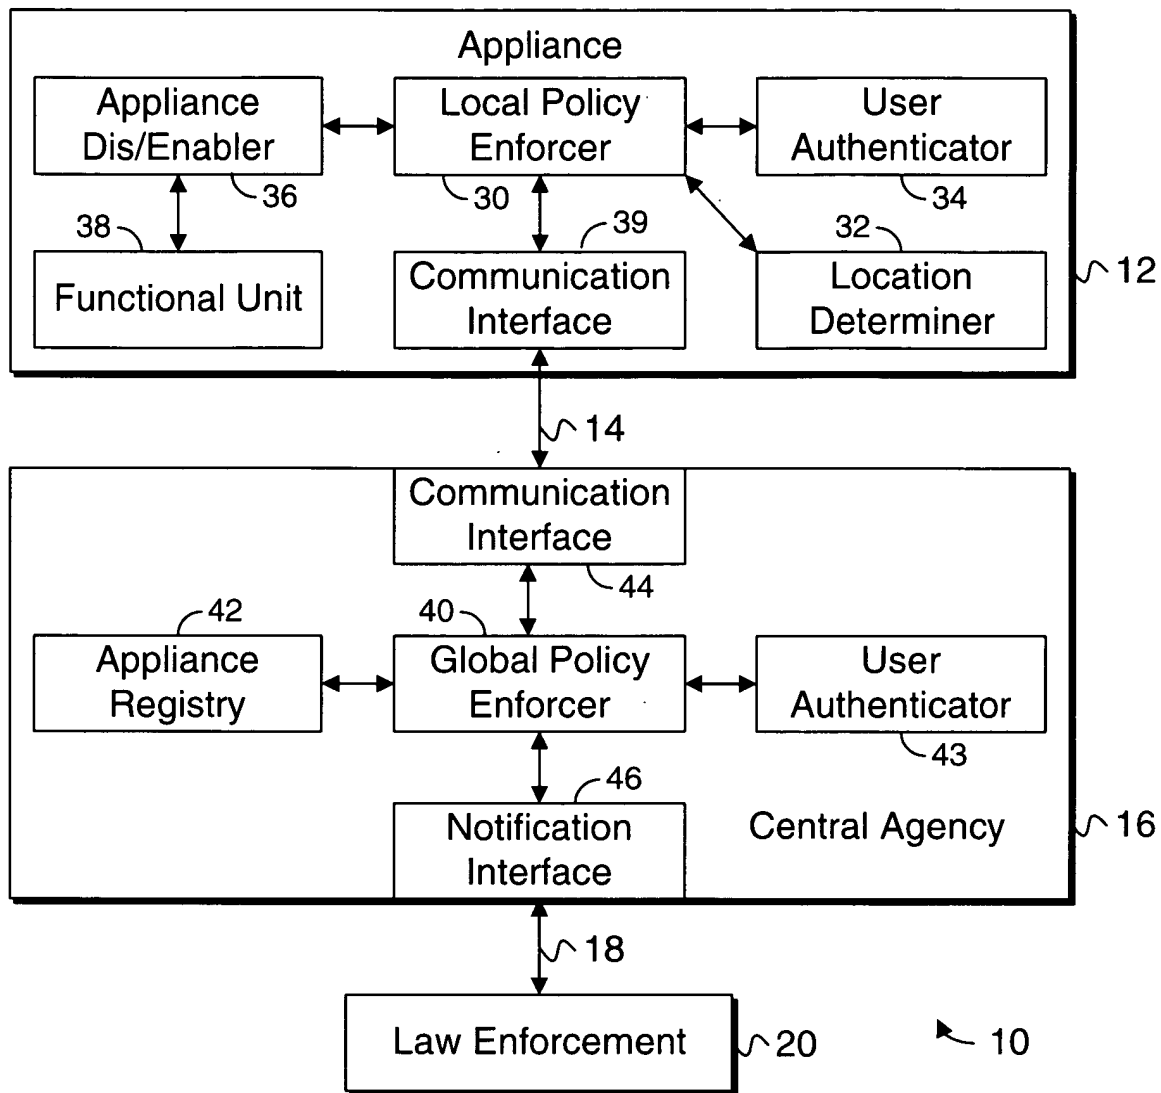 Appliance
Appliance
Dis/Enabler
Local Policy
Enforcer
User
Authenticator
36
30
34
38
39
32
Functional Unit
Communication
Interface
Location
Determiner
12
14
Communication
Interface
44
42
40
Appliance
Registry
Global Policy
Enforcer
User
Authenticator
43
46
Notification
Interface
Central Agency
16
18
Law Enforcement
20
10